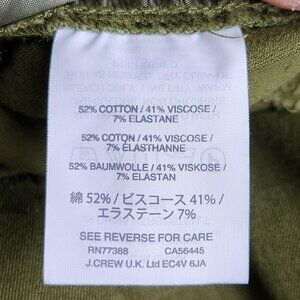 52% COTTON / 41% VISCOSE /
7% ELASTANE
52% COTON / 41% VISCOSE /
7% ELASTHANNE
52% BAUMWOLLE / 41% VISKOSE /
7% ELASTAN
綿 52% / ビスコース 41% /
エラステーン 7%
SEE REVERSE FOR CARE
RN77388 CA56445
J.CREW U.K. Ltd EC4V 6JA